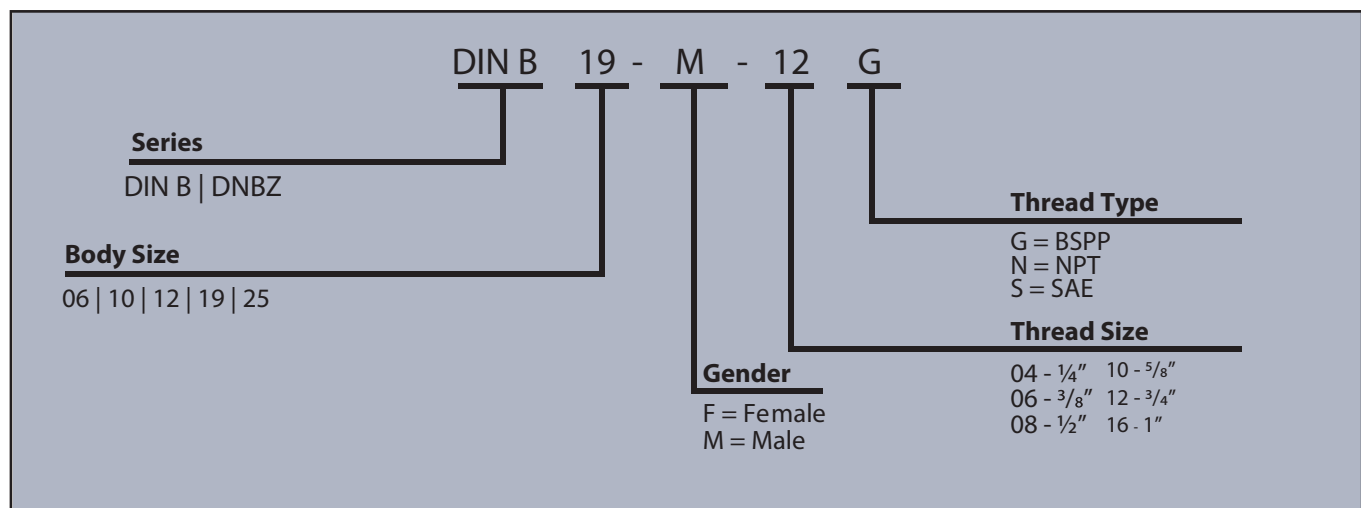 DIN B 19 - M - 12 G
Series
DIN B | DNBZ
Body Size
06 | 10 | 12 | 19 | 25
Gender
F = Female
M = Male
Thread Type
G = BSPP
N = NPT
S = SAE
Thread Size
04 - ¼" 10 - ⁵/₈"
06 - ³/₈" 12 - ³/₄"
08 - ½" 16 - 1"